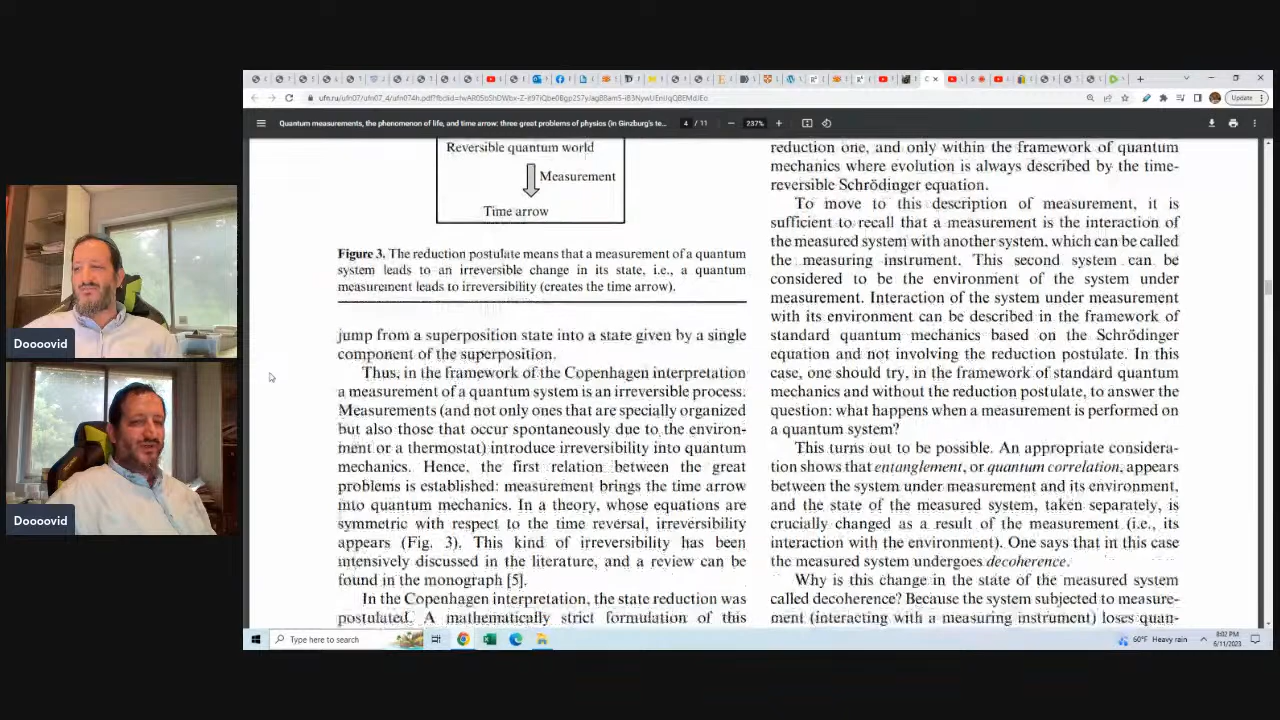 Update
Quantum measurements, the phenomenon of life, and time arrow: three great problems of physics (in Ginzburg's te...
4 / 11
237%
Reversible quantum world
Measurement
Time arrow
Figure 3. The reduction postulate means that a measurement of a quantum
system leads to an irreversible change in its state, i.e., a quantum
measurement leads to irreversibility (creates the time arrow).
jump from a superposition state into a state given by a single
component of the superposition.
Thus, in the framework of the Copenhagen interpretation
a measurement of a quantum system is an irreversible process.
Measurements (and not only ones that are specially organized
but also those that occur spontaneously due to the environ-
ment or a thermostat) introduce irreversibility into quantum
mechanics. Hence, the first relation between the great
problems is established: measurement brings the time arrow
into quantum mechanics. In a theory, whose equations are
symmetric with respect to the time reversal, irreversibility
appears (Fig. 3). This kind of irreversibility has been
intensively discussed in the literature, and a review can be
found in the monograph [5].
In the Copenhagen interpretation, the state reduction was
postulated. A mathematically strict formulation of this
reduction one, and only within the framework of quantum
mechanics where evolution is always described by the time-
reversible Schrödinger equation.
To move to this description of measurement, it is
sufficient to recall that a measurement is the interaction of
the measured system with another system, which can be called
the measuring instrument. This second system can be
considered to be the environment of the system under
measurement. Interaction of the system under measurement
with its environment can be described in the framework of
standard quantum mechanics based on the Schrödinger
equation and not involving the reduction postulate. In this
case, one should try, in the framework of standard quantum
mechanics and without the reduction postulate, to answer the
question: what happens when a measurement is performed on
a quantum system?
This turns out to be possible. An appropriate considera-
tion shows that entanglement, or quantum correlation, appears
between the system under measurement and its environment,
and the state of the measured system, taken separately, is
crucially changed as a result of the measurement (i.e., its
interaction with the environment). One says that in this case
the measured system undergoes decoherence.
Why is this change in the state of the measured system
called decoherence? Because the system subjected to measure-
ment (interacting with a measuring instrument) loses quan-
Doooovid
Doooovid
Type here to search
60°F Heavy rain
8:02 PM
6/11/2023